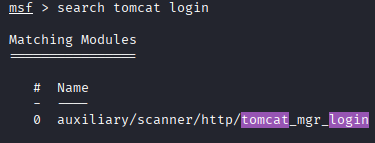 msf > search tomcat login
Matching Modules
================
# Name
- ----
0 auxiliary/scanner/http/tomcat_mgr_login